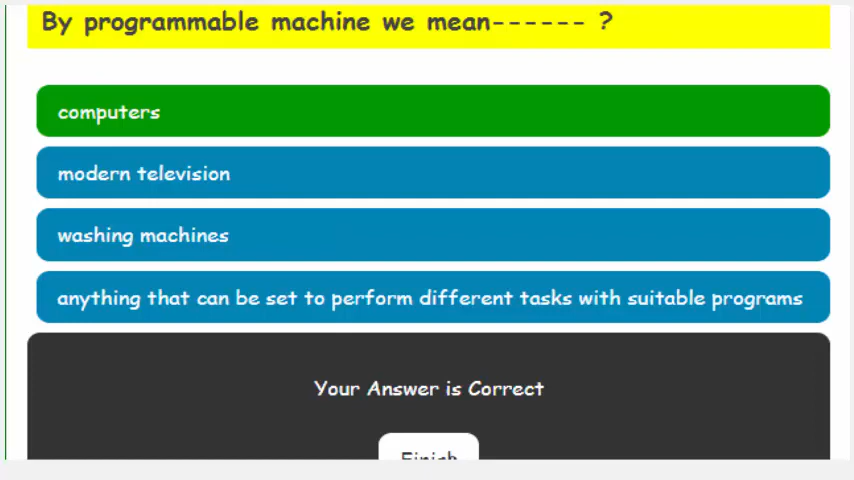 By programmable machine we mean------ ?
computers
modern television
washing machines
anything that can be set to perform different tasks with suitable programs
Your Answer is Correct
Finish